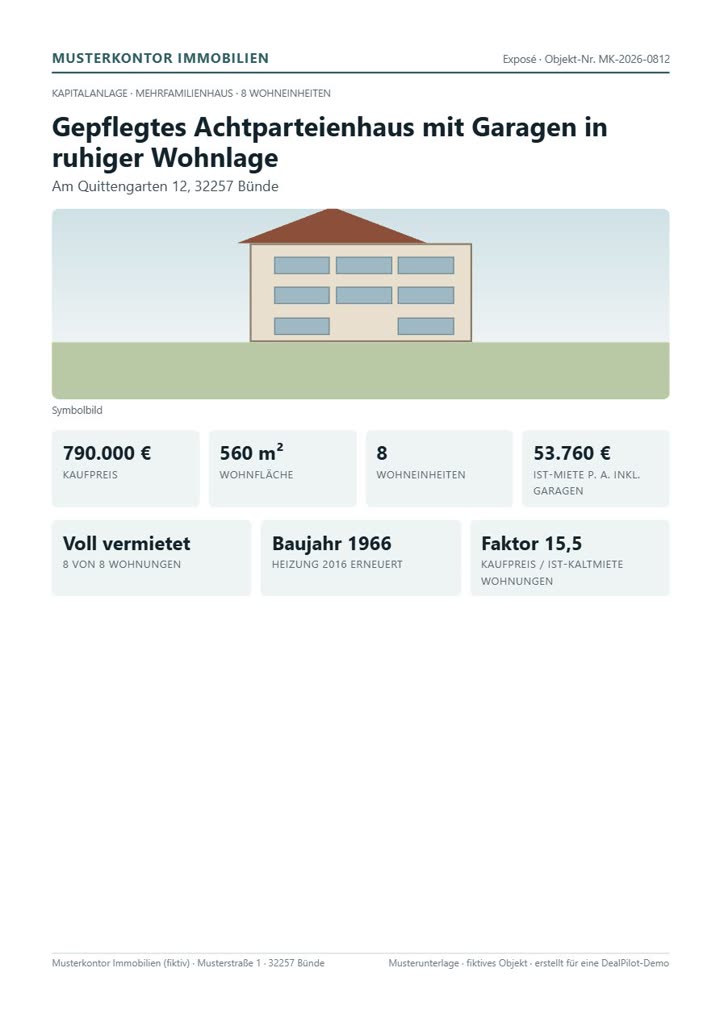 MUSTERKONTOR IMMOBILIEN
Exposé · Objekt-Nr. MK-2026-0812
KAPITALANLAGE · MEHRFAMILIENHAUS · 8 WOHNEINHEITEN
Gepflegtes Achtparteienhaus mit Garagen in
ruhiger Wohnlage
Am Quittengarten 12, 32257 Bünde
Symbolbild
790.000 €
KAUFPREIS
560 m²
WOHNFLÄCHE
8
WOHNEINHEITEN
53.760 €
IST-MIETE P. A. INKL.
GARAGEN
Voll vermietet
8 VON 8 WOHNUNGEN
Baujahr 1966
HEIZUNG 2016 ERNEUERT
Faktor 15,5
KAUFPREIS / IST-KALTMIETE
WOHNUNGEN
Musterkontor Immobilien (fiktiv) · Musterstraße 1 · 32257 Bünde
Musterunterlage · fiktives Objekt · erstellt für eine DealPilot-Demo